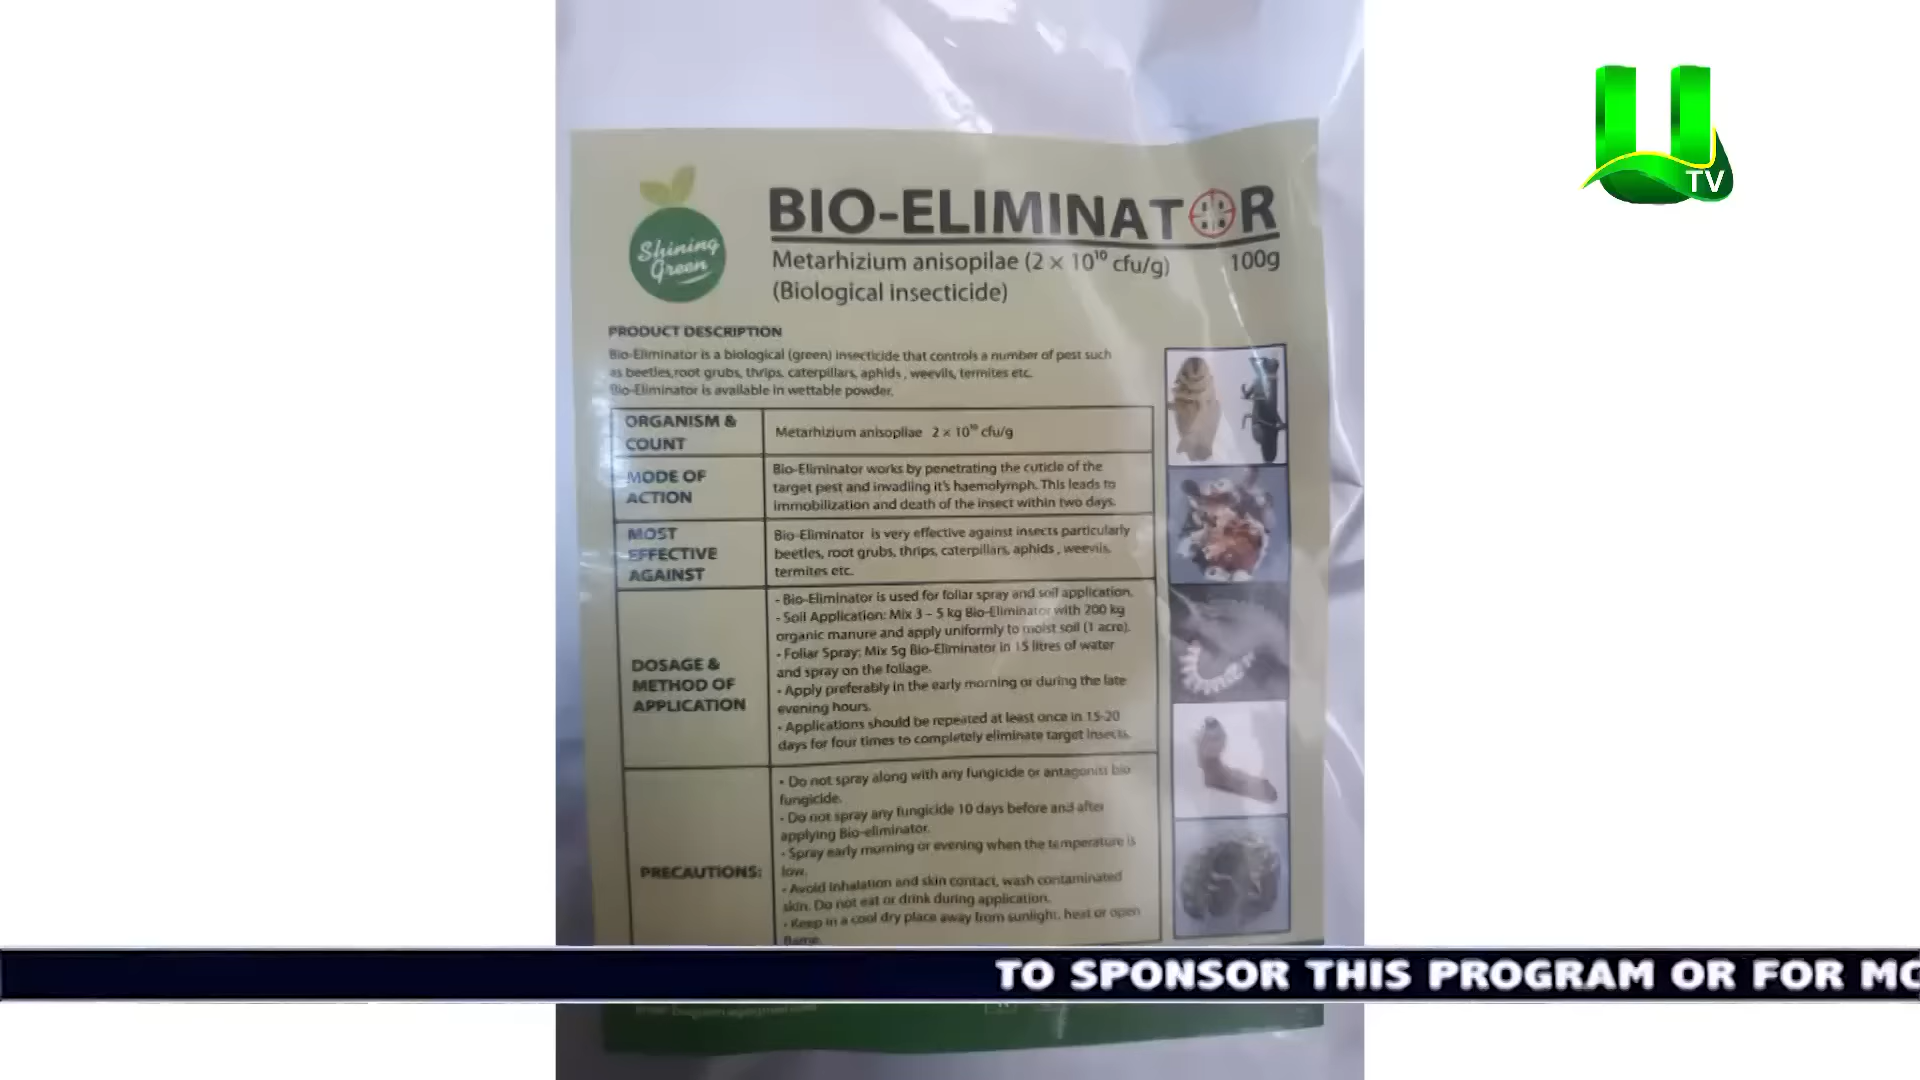 U
TV
BIO-ELIMINATOR
Shining
Green
Metarhizium anisopilae (2 × 10¹⁰ cfu/g) 100g
(Biological insecticide)
PRODUCT DESCRIPTION
Bio-Eliminator is a biological (green) insecticide that controls a number of pest such
as beetles,root grubs, thrips, caterpillars, aphids , weevils, termites etc.
Bio-Eliminator is available in wettable powder.
ORGANISM &
COUNT
Metarhizium anisopliae 2 × 10¹⁰ cfu/g
MODE OF
ACTION
Bio-Eliminator works by penetrating the cuticle of the
target pest and invadiing it's haemolymph. This leads to
immobilization and death of the insect within two days.
MOST
EFFECTIVE
AGAINST
Bio-Eliminator is very effective against insects particularly
beetles, root grubs, thrips, caterpillars, aphids , weevils,
termites etc.
DOSAGE &
METHOD OF
APPLICATION
- Bio-Eliminator is used for foliar spray and soil application.
- Soil Application: Mix 3 – 5 kg Bio-Eliminator with 200 kg
organic manure and apply uniformly to moist soil (1 acre).
- Foliar Spray: Mix 5g Bio-Eliminator in 15 litres of water
and spray on the foliage.
- Apply preferably in the early morning or during the late
evening hours.
- Applications should be repeated at least once in 15-20
days for four times to completely eliminate target insects.
PRECAUTIONS:
- Do not spray along with any fungicide or antagonist bio
fungicide.
- Do not spray any fungicide 10 days before and after
applying Bio-eliminator.
- Spray early morning or evening when the temperature is
low.
- Avoid inhalation and skin contact, wash contaminated
skin. Do not eat or drink during application.
- Keep in a cool dry place away from sunlight, heat or open
flame.
TO SPONSOR THIS PROGRAM OR FOR MO